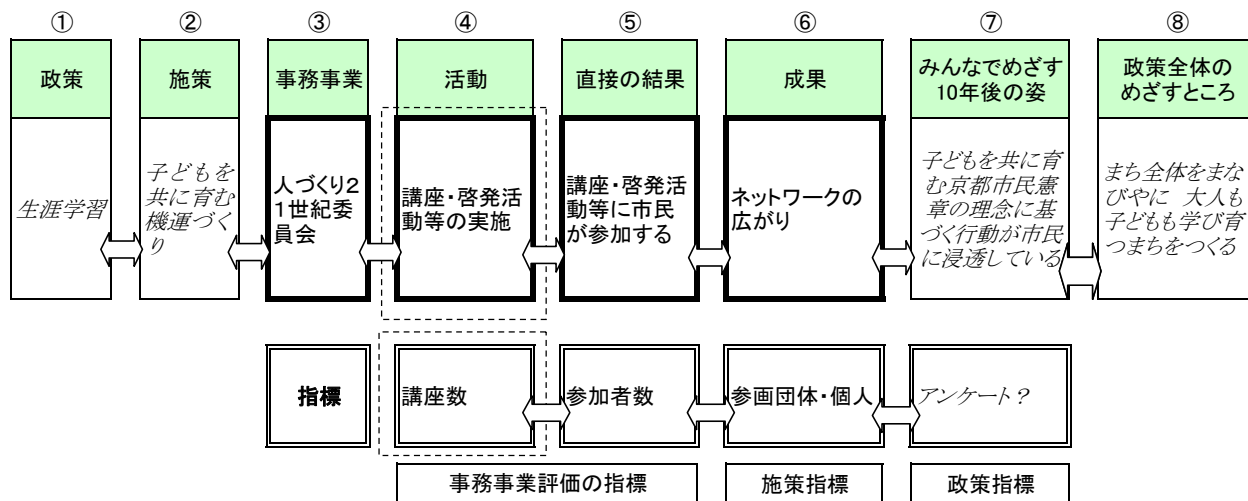 ① ② ③ ④ ⑤ ⑥ ⑦ ⑧
政策
施策
事務事業
活動
直接の結果
成果
みんなでめざす
10年後の姿
政策全体の
めざすところ
生涯学習
子どもを
共に育む
機運づく
り
人づくり2
1世紀委
員会
講座・啓発活
動等の実施
講座・啓発活
動等に市民
が参加する
ネットワークの
広がり
子どもを共に育
む京都市民憲
章の理念に基
づく行動が市民
に浸透している
まち全体をまな
びやに 大人も
子どもも学び育
つまちをつくる
指標
講座数
参加者数
参画団体・個人
アンケート?
事務事業評価の指標
施策指標
政策指標